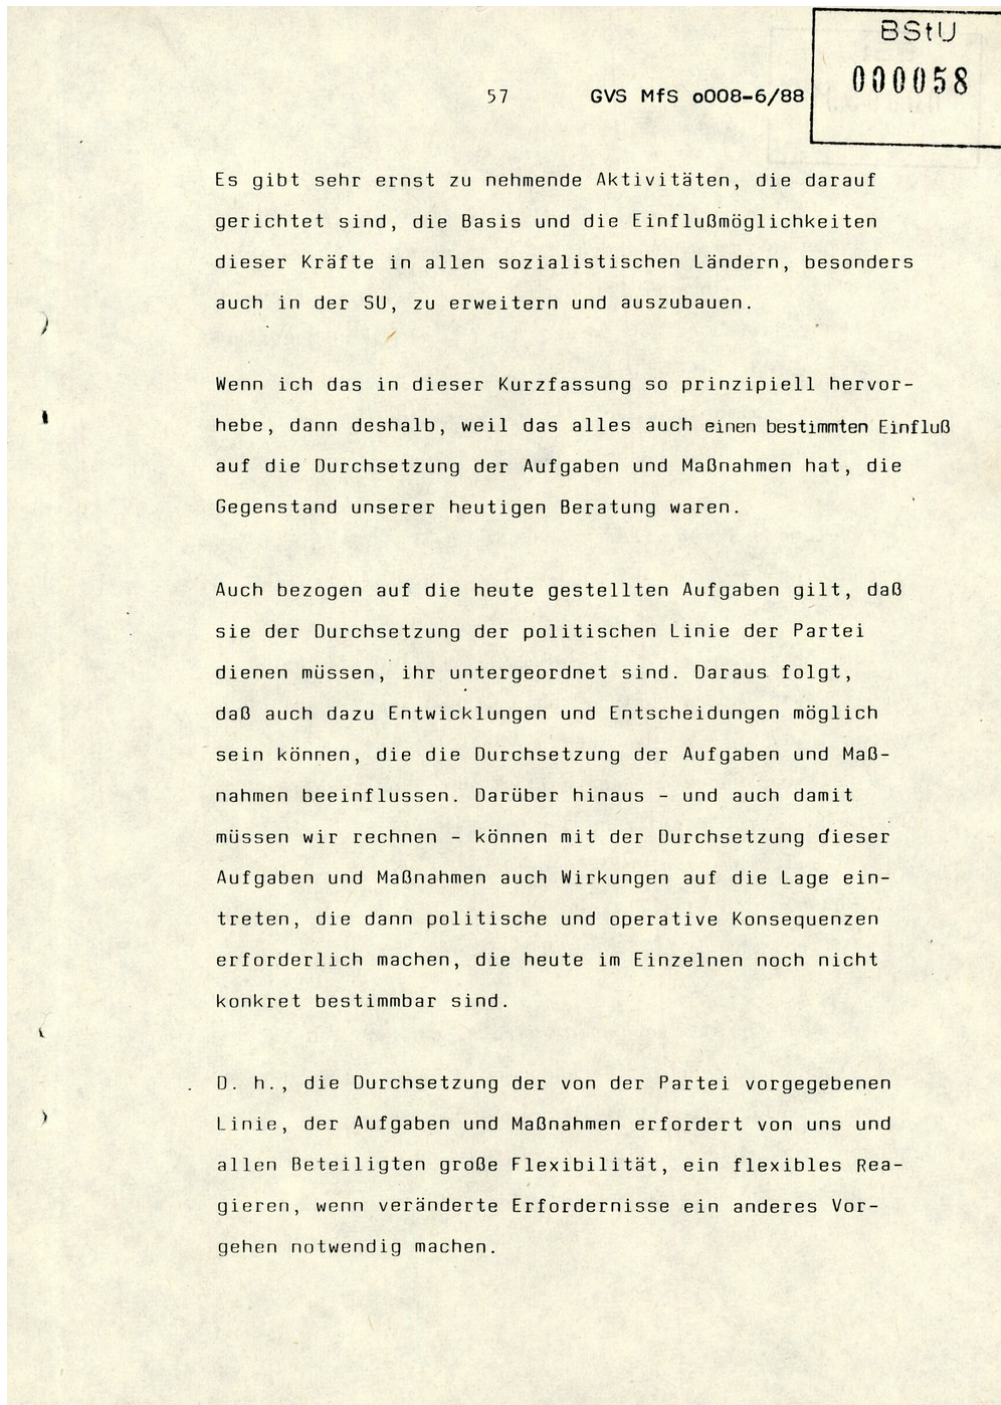 BStU
000058
57 GVS MfS o008-6/88
Es gibt sehr ernst zu nehmende Aktivitäten, die darauf
gerichtet sind, die Basis und die Einflußmöglichkeiten
dieser Kräfte in allen sozialistischen Ländern, besonders
auch in der SU, zu erweitern und auszubauen.
Wenn ich das in dieser Kurzfassung so prinzipiell hervor-
hebe, dann deshalb, weil das alles auch einen bestimmten Einfluß
auf die Durchsetzung der Aufgaben und Maßnahmen hat, die
Gegenstand unserer heutigen Beratung waren.
Auch bezogen auf die heute gestellten Aufgaben gilt, daß
sie der Durchsetzung der politischen Linie der Partei
dienen müssen, ihr untergeordnet sind. Daraus folgt,
daß auch dazu Entwicklungen und Entscheidungen möglich
sein können, die die Durchsetzung der Aufgaben und Maß-
nahmen beeinflussen. Darüber hinaus - und auch damit
müssen wir rechnen - können mit der Durchsetzung dieser
Aufgaben und Maßnahmen auch Wirkungen auf die Lage ein-
treten, die dann politische und operative Konsequenzen
erforderlich machen, die heute im Einzelnen noch nicht
konkret bestimmbar sind.
D. h., die Durchsetzung der von der Partei vorgegebenen
Linie, der Aufgaben und Maßnahmen erfordert von uns und
allen Beteiligten große Flexibilität, ein flexibles Rea-
gieren, wenn veränderte Erfordernisse ein anderes Vor-
gehen notwendig machen.